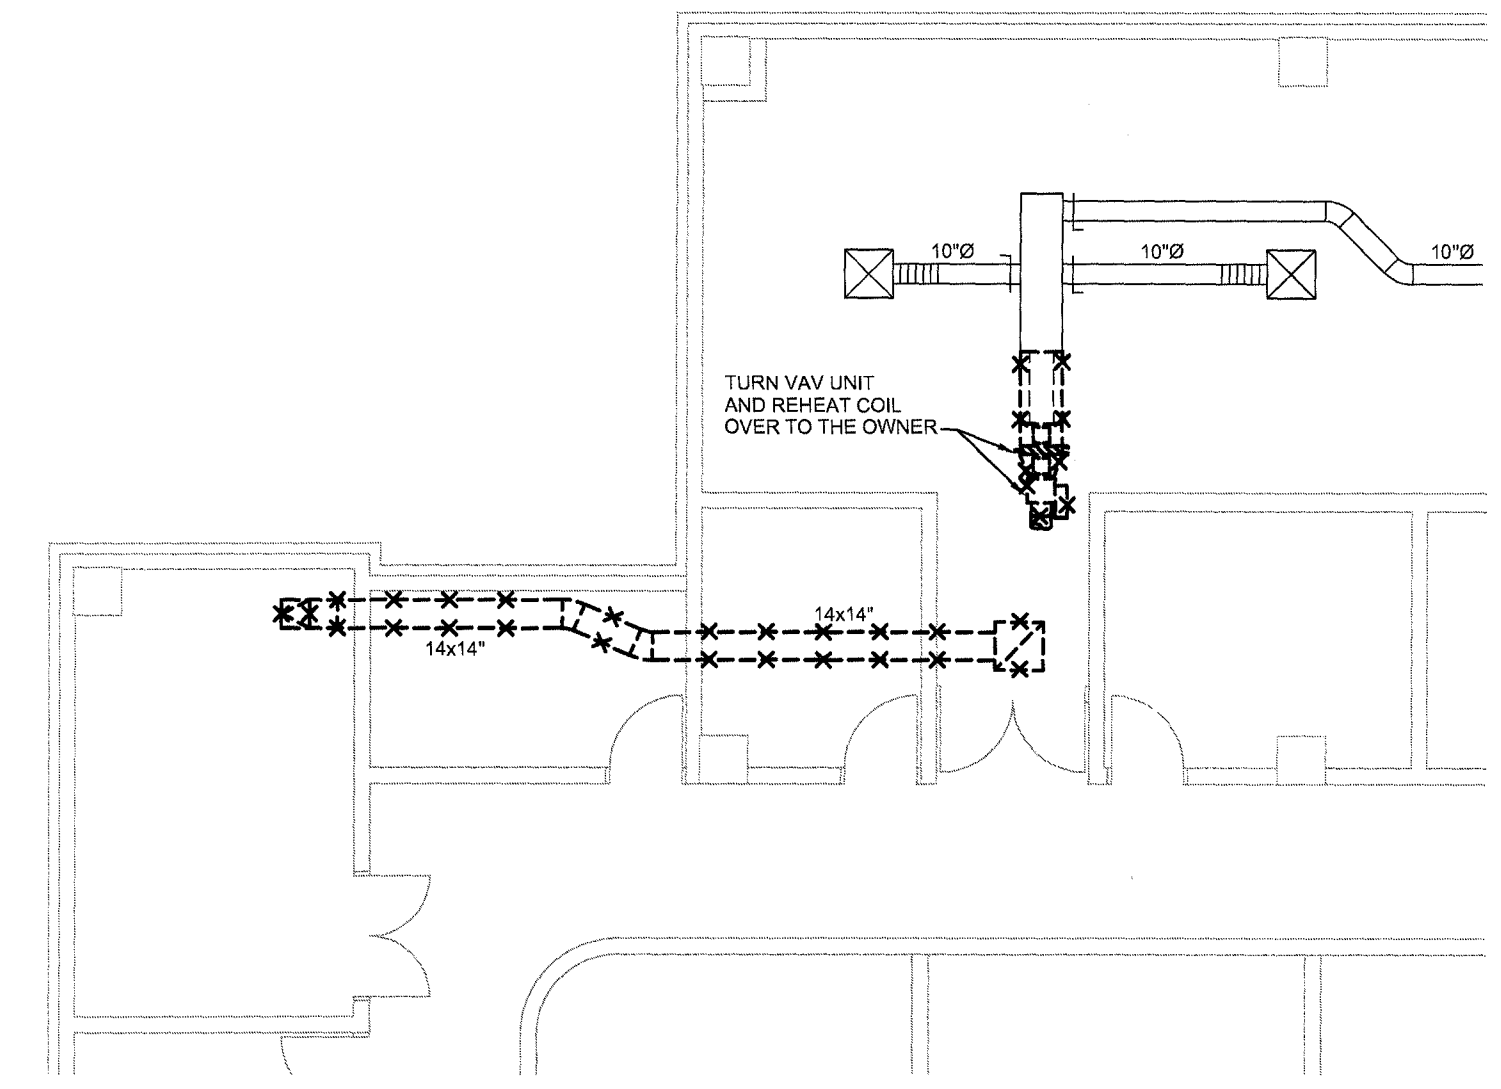 10"Ø
10"Ø
10"Ø
TURN VAV UNIT
AND REHEAT COIL
OVER TO THE OWNER
14x14"
14x14"